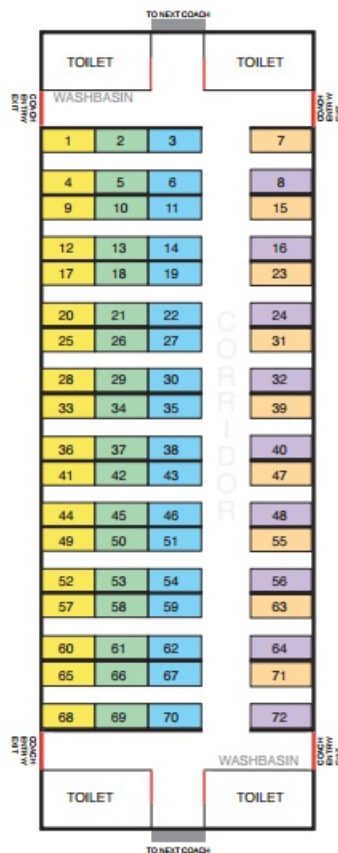 TO NEXT COACH
TOILET TOILET
COACH ENTRY/ EXIT
WASHBASIN
COACH ENTRY/
1 2 3 7
4 5 6 8
9 10 11 15
12 13 14 16
17 18 19 23
20 21 22 24
25 26 27 31
28 29 30 32
33 34 35 39
36 37 38 40
41 42 43 47
44 45 46 48
49 50 51 55
52 53 54 56
57 58 59 63
60 61 62 64
65 66 67 71
68 69 70 72
CORRIDOR
COACH ENTRY/ EXIT
WASHBASIN
COACH ENTRY/
TOILET TOILET
TO NEXT COACH